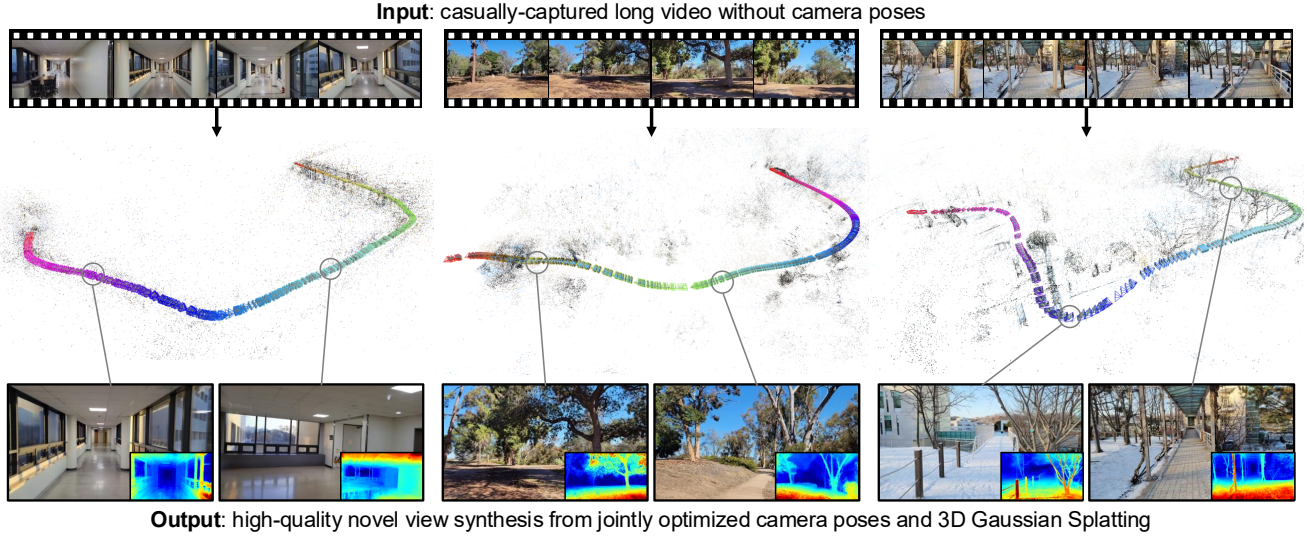 Input: casually-captured long video without camera poses
Output: high-quality novel view synthesis from jointly optimized camera poses and 3D Gaussian Splatting